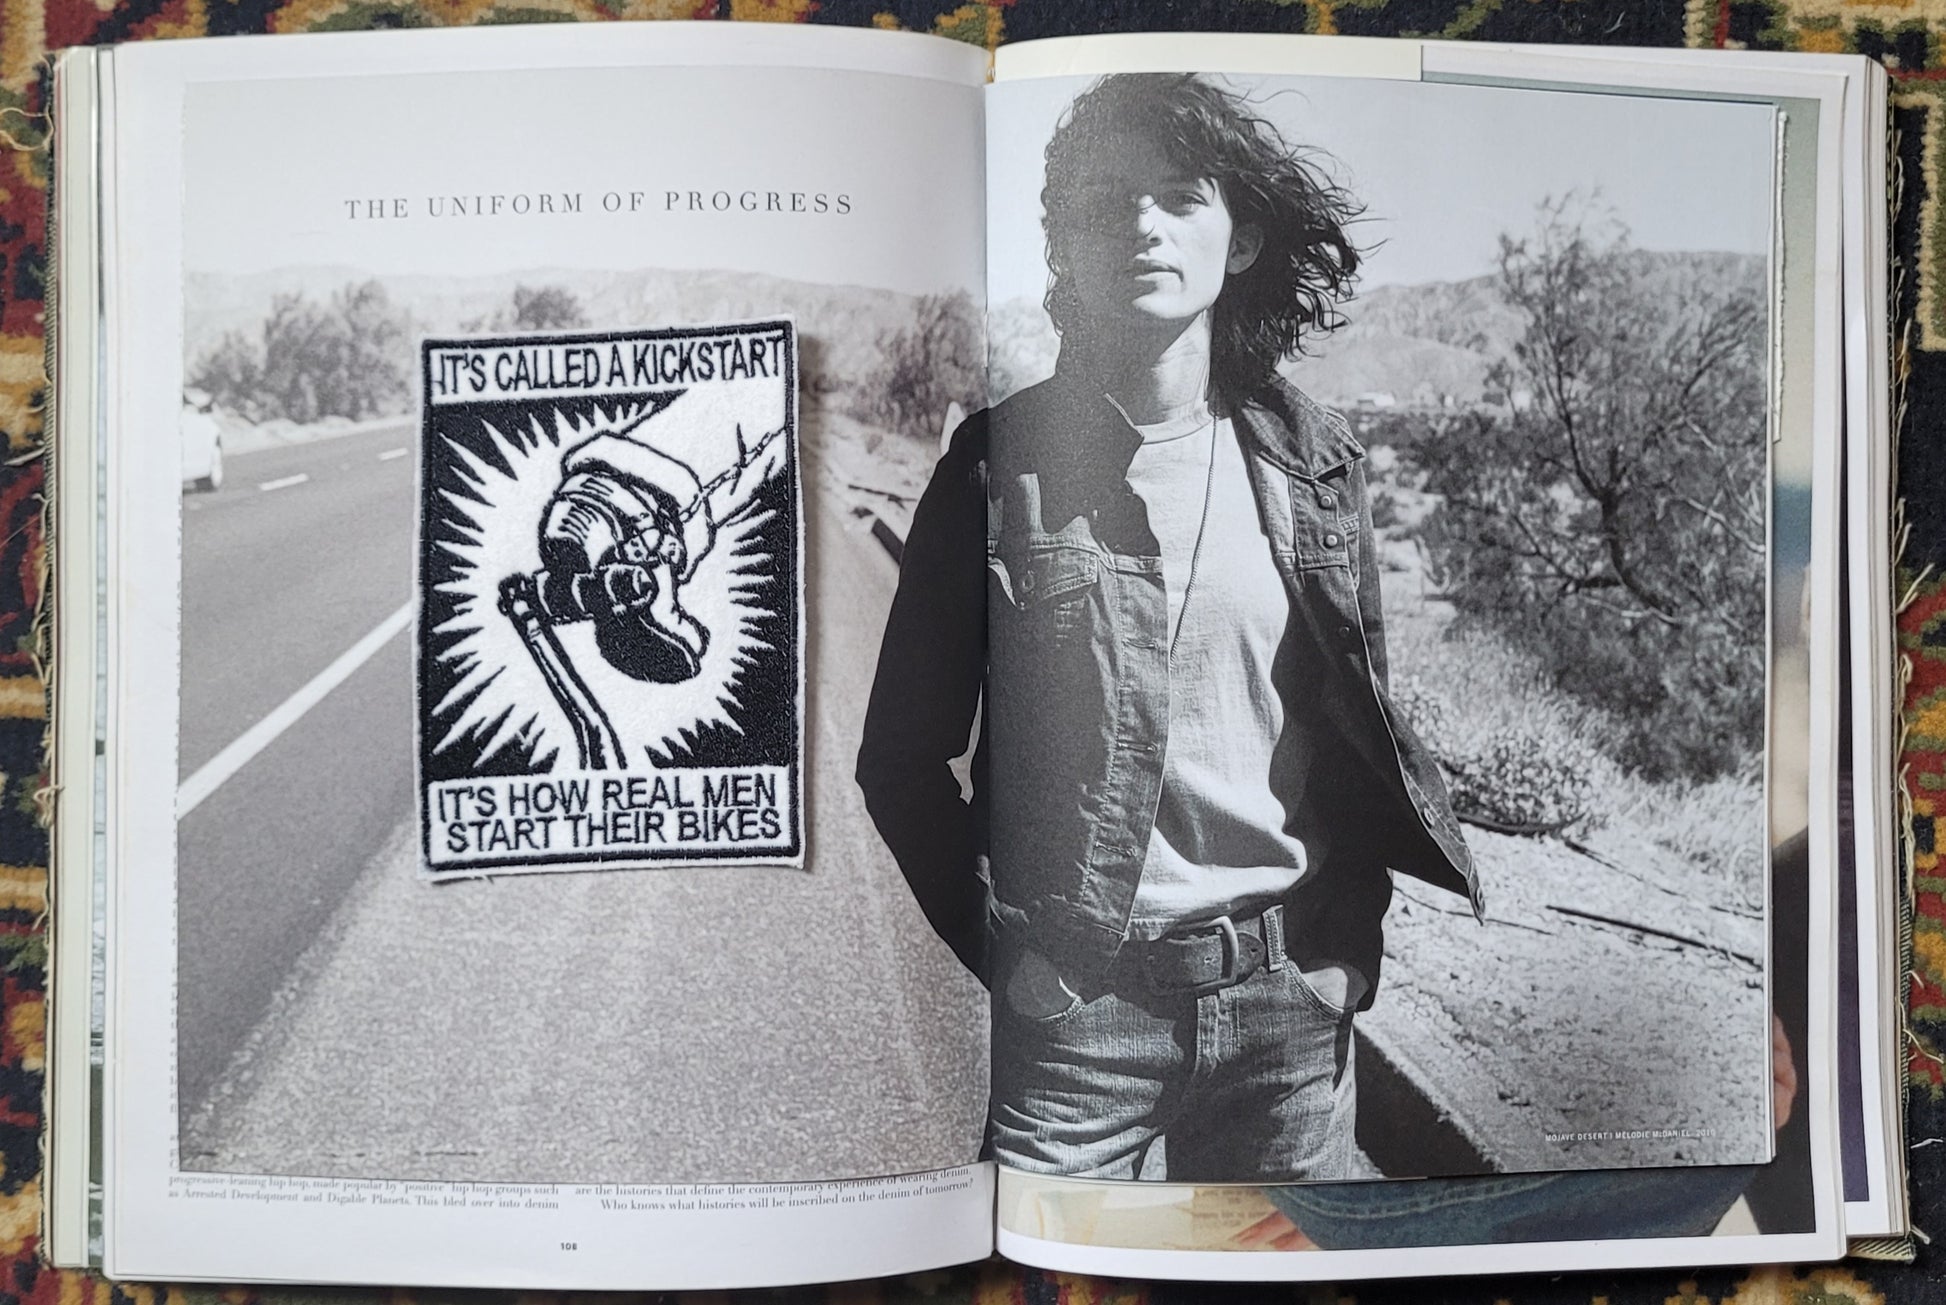 THE UNIFORM OF PROGRESS
IT'S CALLED A KICKSTART
IT'S HOW REAL MEN
START THEIR BIKES
MOJAVE DESERT | MÉLODIE McDANIEL, 2010
progressive-leaning hip hop, made popular by "positive" hip hop groups such
as Arrested Development and Digable Planets. This bled over into denim
are the histories that define the contemporary experience of wearing denim.
Who knows what histories will be inscribed on the denim of tomorrow?
108